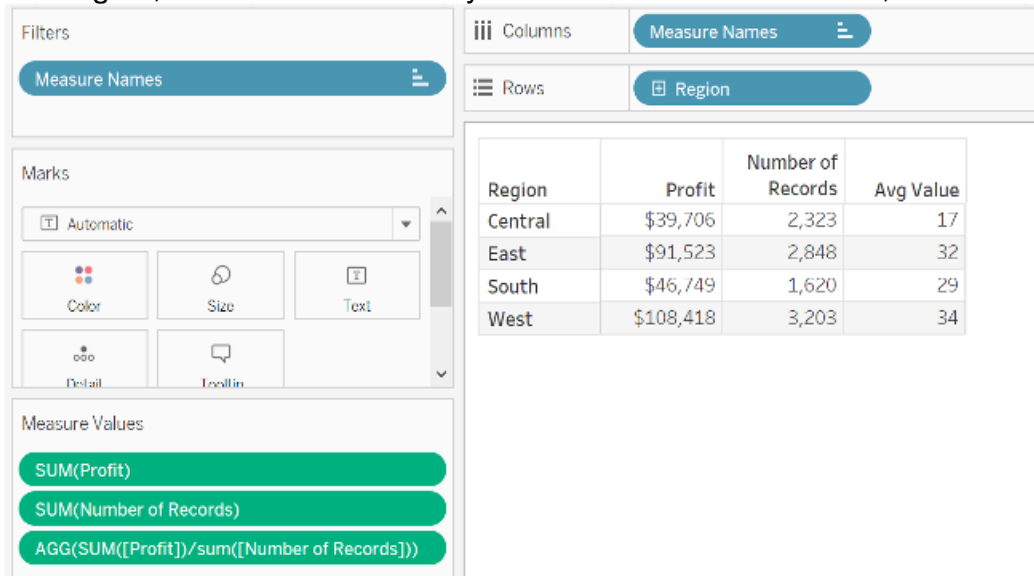 Filters
Measure Names
Marks
Automatic
Color Size Text
Detail Tooltip
Measure Values
SUM(Profit)
SUM(Number of Records)
AGG(SUM([Profit])/sum([Number of Records]))
Columns Measure Names
Rows Region
Number of
Region Profit Records Avg Value
Central $39,706 2,323 17
East $91,523 2,848 32
South $46,749 1,620 29
West $108,418 3,203 34